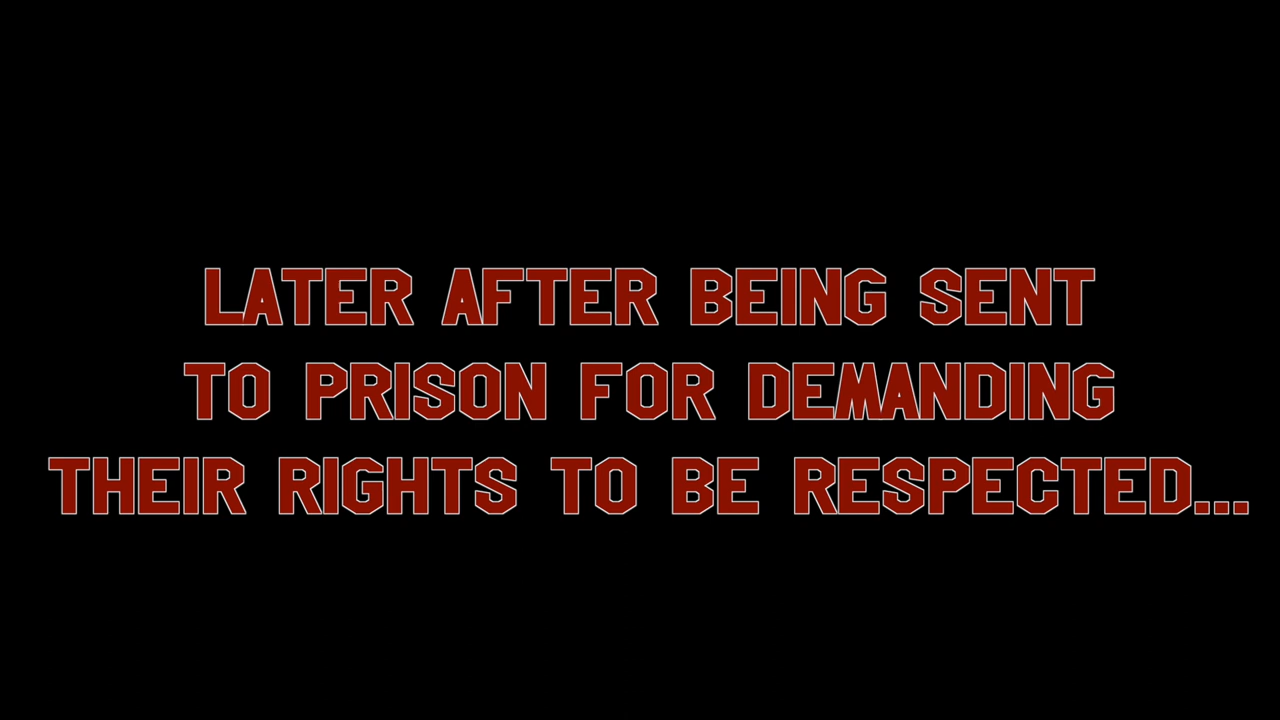 LATER AFTER BEING SENT
TO PRISON FOR DEMANDING
THEIR RIGHTS TO BE RESPECTED...